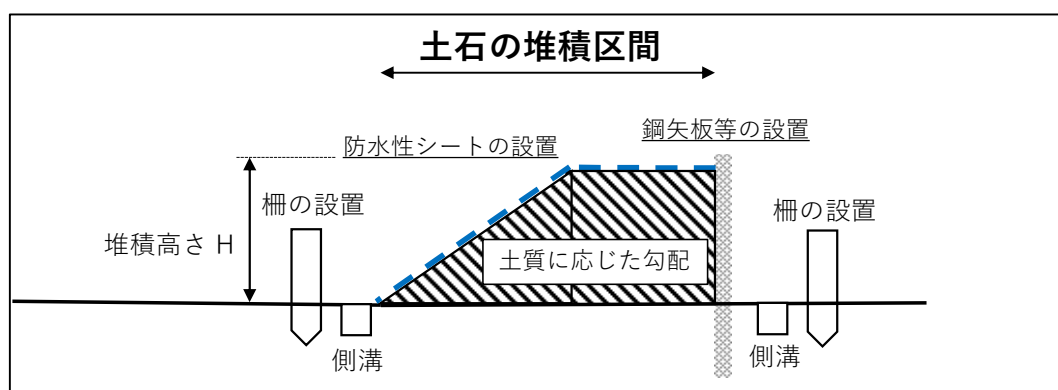 土石の堆積区間
鋼矢板等の設置
防水性シートの設置
柵の設置
柵の設置
堆積高さ H
土質に応じた勾配
側溝
側溝